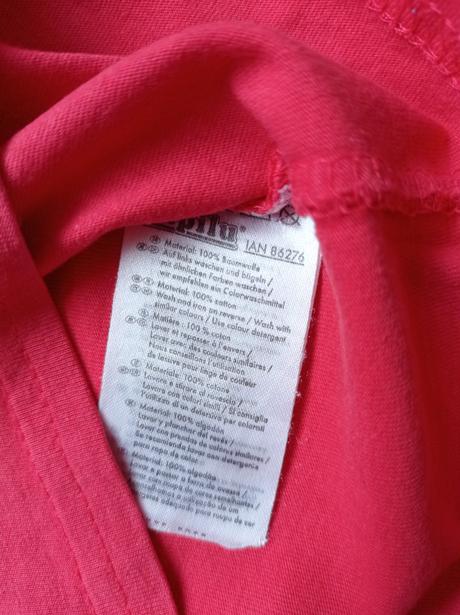 IAN 86276
Material: 100% Baumwolle
Auf links waschen und bügeln /
mit ähnlichen Farben waschen /
wir empfehlen ein Colorwaschmittel
Material: 100% cotton
Wash and iron on reverse / Wash with
similar colours / Use colour detergent
Matière : 100 % coton
Laver et repasser à l'envers /
Laver avec des couleurs similaires /
Nous conseillons l'utilisation
de lessive pour linge de couleur
Materiale: 100% cotone
Lavare e stirare al rovescio /
Lavare con colori simili / Si consiglia
l'utilizzo di un detersivo per colorati
Material: 100% algodón
Lavar y planchar del revés /
Lavar con prendas de colores similares /
Se recomienda lavar con detergente
para ropa de color.
Material: 100% algodão
Lavar e passar a ferro do avesso /
Lavar com roupa de cores semelhantes /
a utilização de um
adequado para roupa de cor